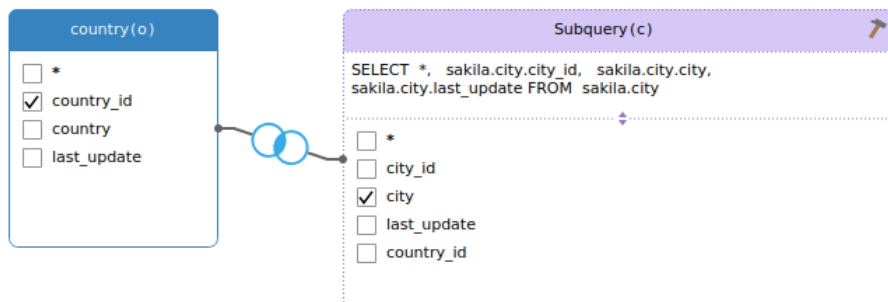 country(o)
*
country_id
country
last_update
Subquery(c)
SELECT *, sakila.city.city_id, sakila.city.city,
sakila.city.last_update FROM sakila.city
*
city_id
city
last_update
country_id